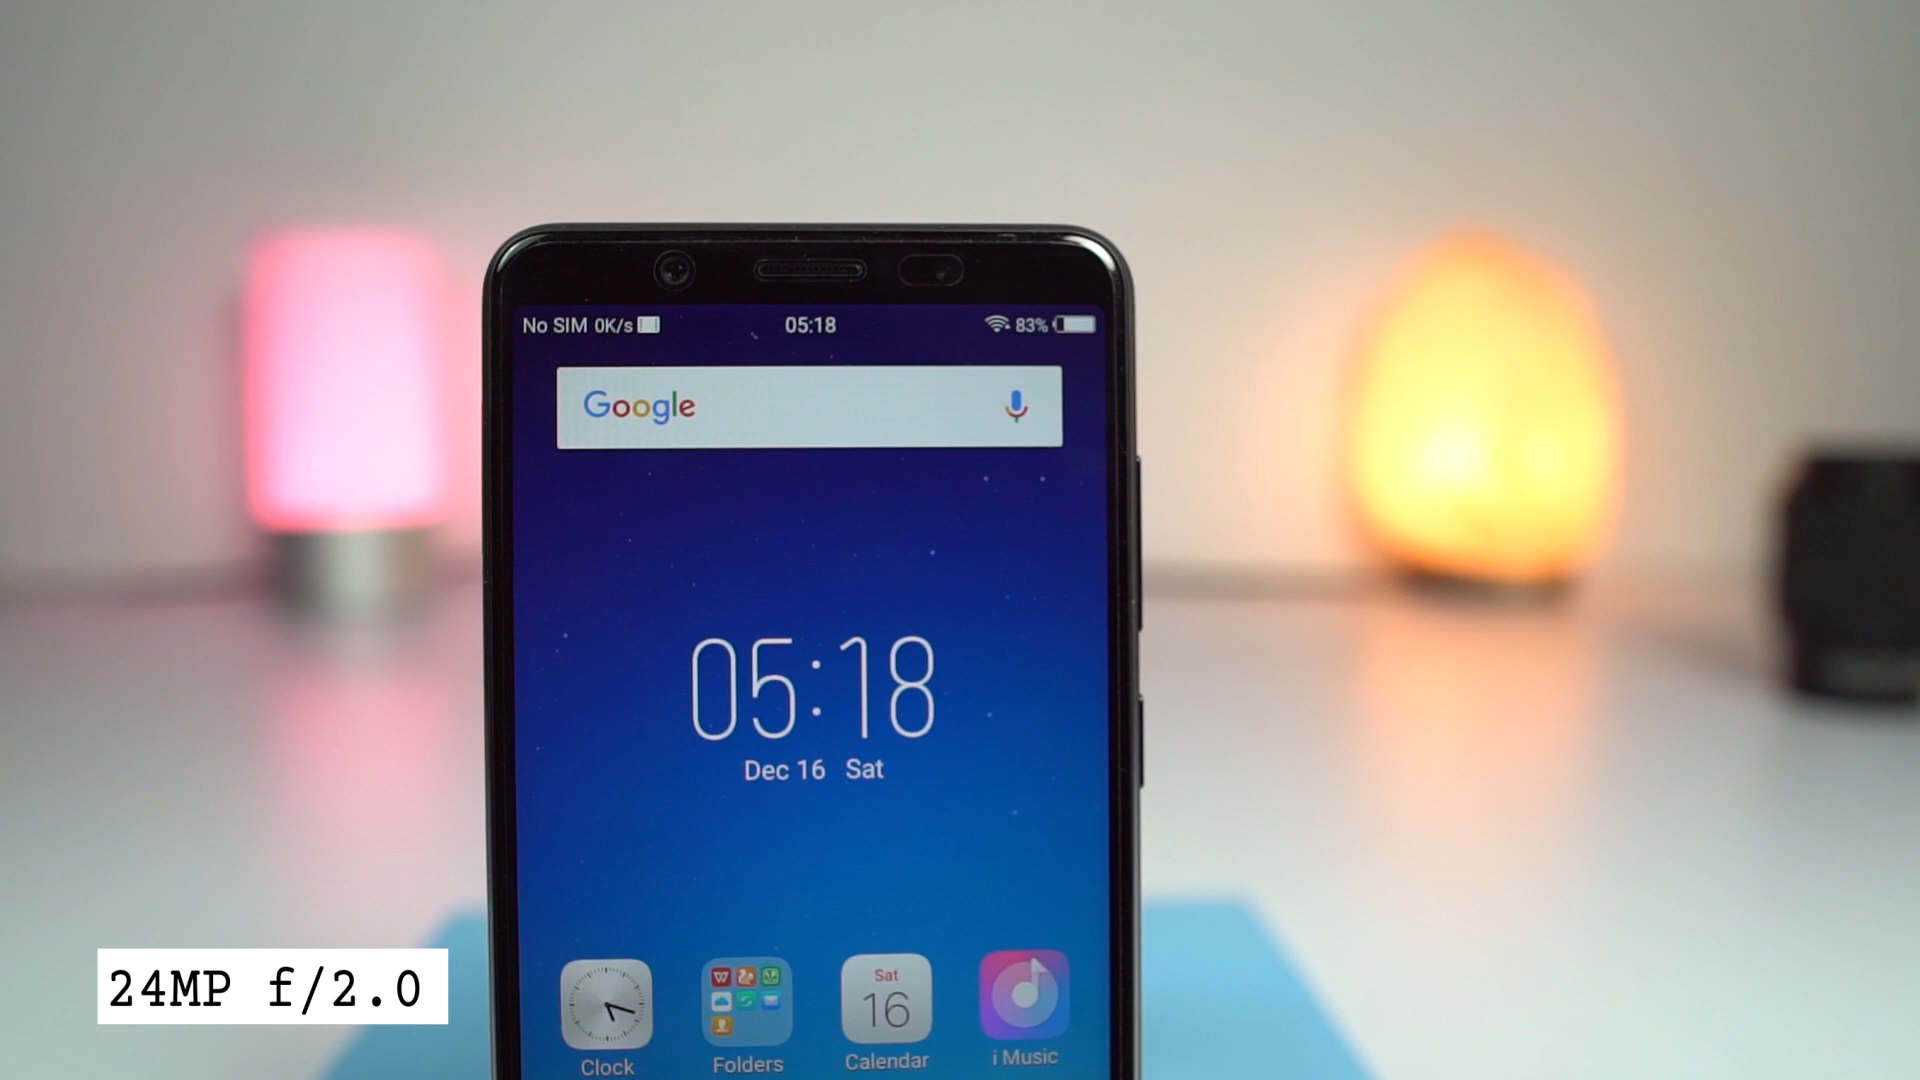 No SIM 0K/s 05:18 83%
Google
05:18
Dec 16 Sat
Sat
16
Clock Folders Calendar i Music
24MP f/2.0